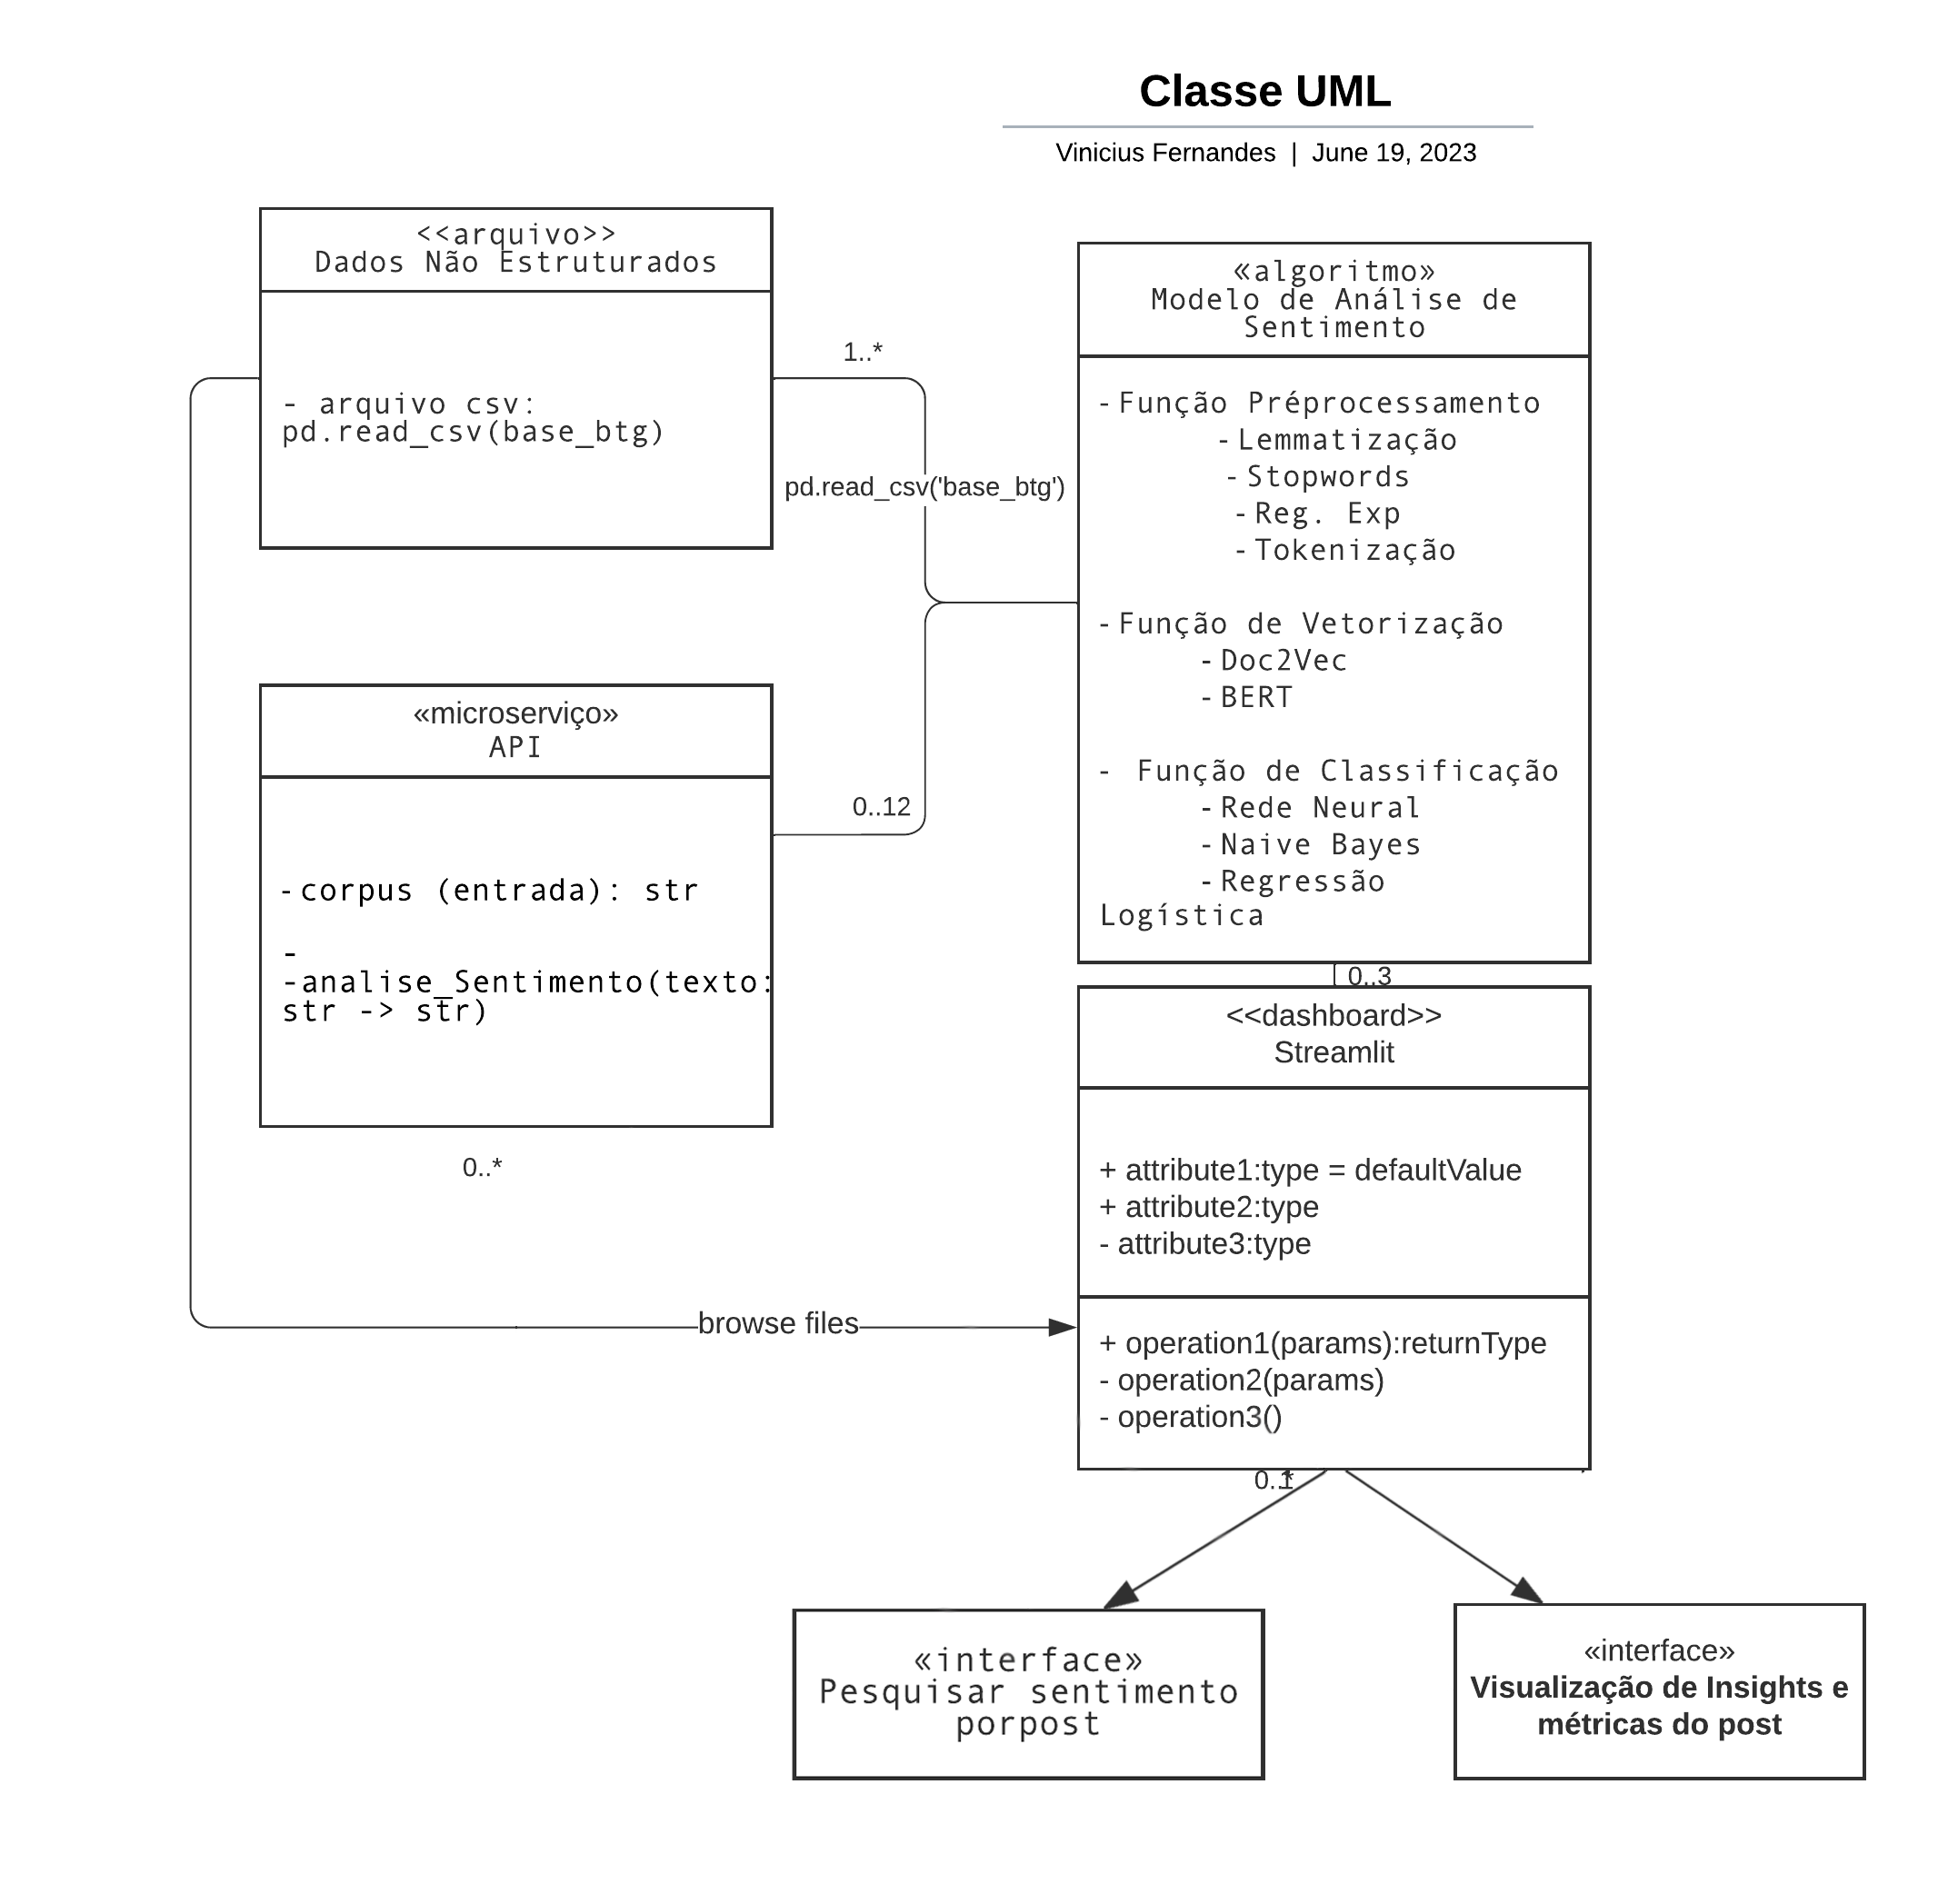 Classe UML
Vinicius Fernandes | June 19, 2023
<<arquivo>>
Dados Não Estruturados
- arquivo csv:
pd.read_csv(base_btg)
1..*
pd.read_csv('base_btg')
«algoritmo»
Modelo de Análise de
Sentimento
-Função Préprocessamento
-Lemmatização
-Stopwords
-Reg. Exp
-Tokenização
-Função de Vetorização
-Doc2Vec
-BERT
- Função de Classificação
-Rede Neural
-Naive Bayes
-Regressão
Logística
«microserviço»
API
0..12
-corpus (entrada): str
-
-analise_Sentimento(texto:
str -> str)
0..*
0..3
<<dashboard>>
Streamlit
+ attribute1:type = defaultValue
+ attribute2:type
- attribute3:type
browse files
+ operation1(params):returnType
- operation2(params)
- operation3()
«interface»
Pesquisar sentimento
porpost
«interface»
Visualização de Insights e
métricas do post